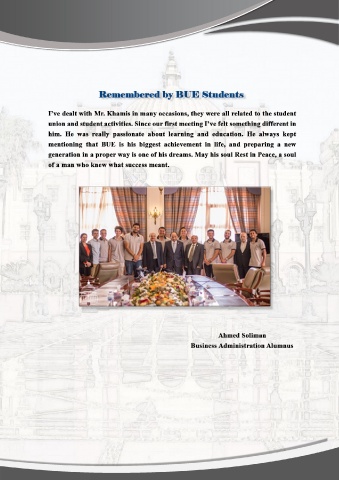 Remembered by BUE Students
I've dealt with Mr. Khamis in many occasions, they were all related to the student
union and student activities. Since our first meeting I've felt something different in
him. He was really passionate about learning and education. He always kept
mentioning that BUE is his biggest achievement in life, and preparing a new
generation in a proper way is one of his dreams. May his soul Rest in Peace, a soul
of a man who knew what success meant.
Ahmed Soliman
Business Administration Alumnus